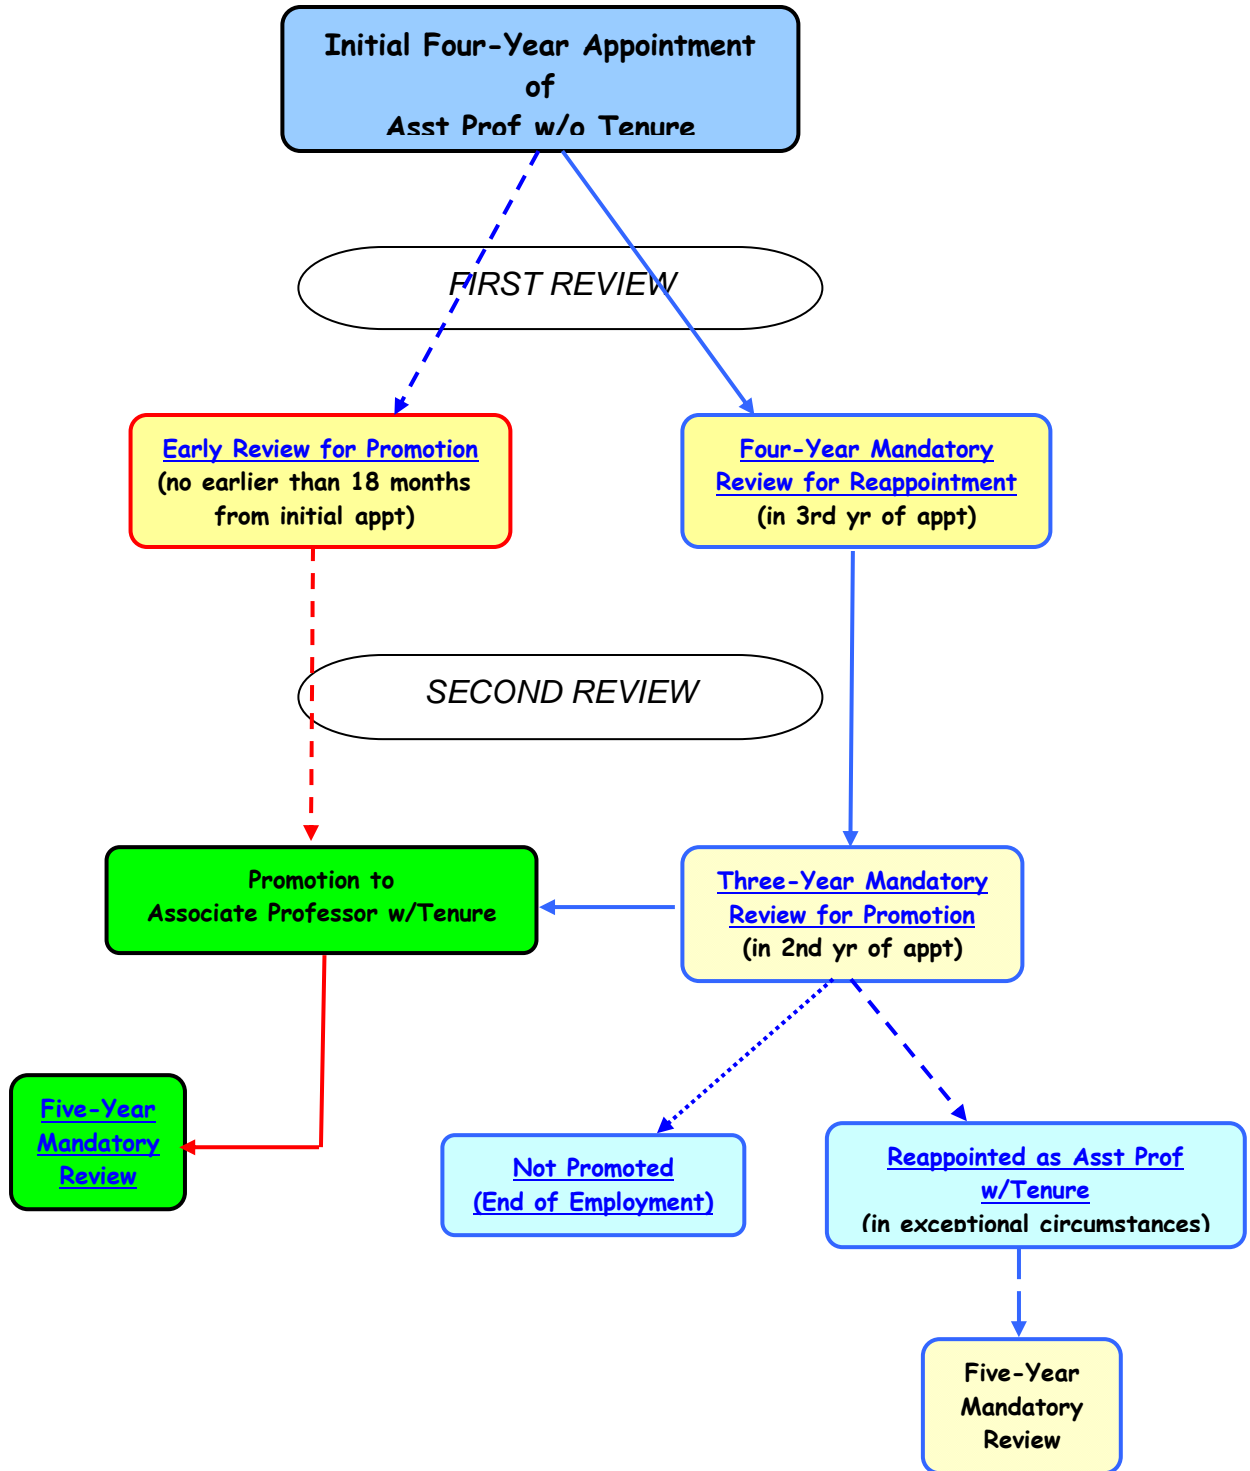 Initial Four-Year Appointment
of
Asst Prof w/o Tenure
FIRST REVIEW
Early Review for Promotion
(no earlier than 18 months
from initial appt)
Four-Year Mandatory
Review for Reappointment
(in 3rd yr of appt)
SECOND REVIEW
Promotion to
Associate Professor w/Tenure
Three-Year Mandatory
Review for Promotion
(in 2nd yr of appt)
Five-Year
Mandatory
Review
Not Promoted
(End of Employment)
Reappointed as Asst Prof
w/Tenure
(in exceptional circumstances)
Five-Year
Mandatory
Review